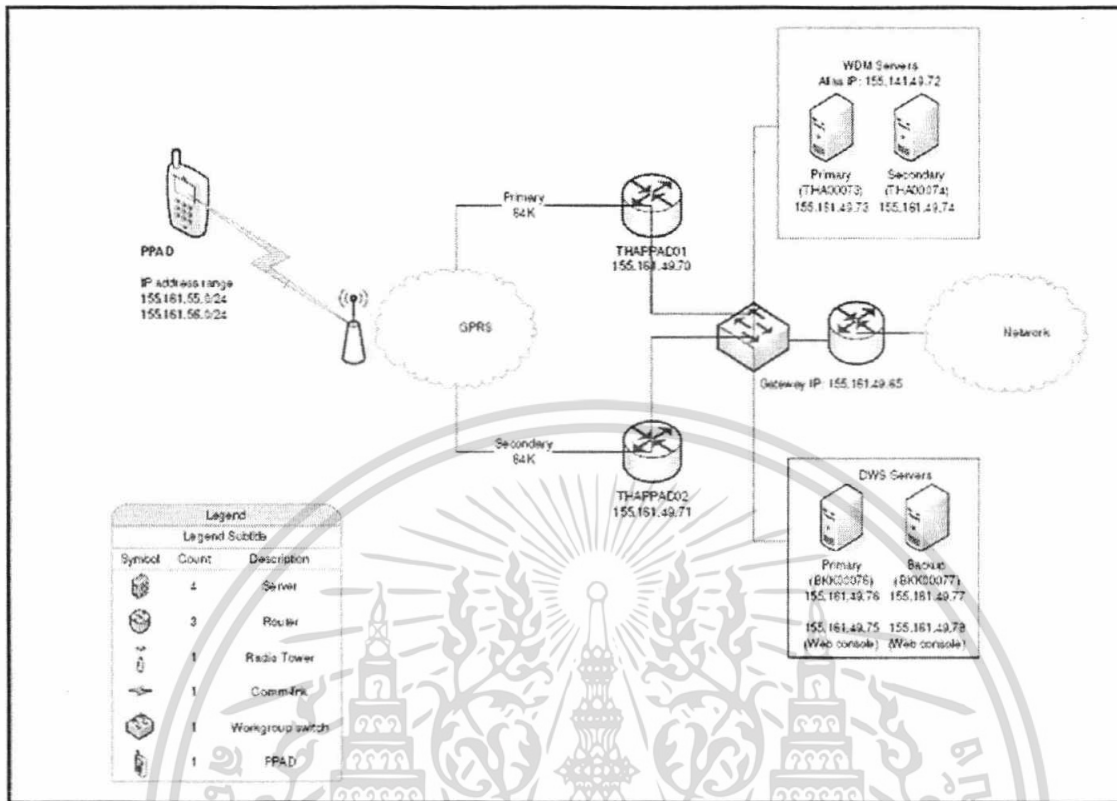 WDM Servers
Alias IP: 155.141.49.72
Primary
(THA00073)
155.161.49.73
Secondary
(THA00074)
155.161.49.74
Primary
64K
THAPPAD01
155.161.49.70
PPAD
IP address range
155.161.55.0/24
155.161.56.0/24
GPRS
Network
Gateway IP: 155.161.49.65
Secondary
64K
THAPPAD02
155.161.49.71
DWS Servers
Primary
(BKK00076)
155.161.49.76
155.161.49.75
(Web console)
Backup
(BKK00077)
155.161.49.77
155.161.49.78
(Web console)
Legend
Legend Subtitle
Symbol Count Description
4 Server
3 Router
1 Radio Tower
1 Comm-link
1 Workgroup switch
1 PPAD